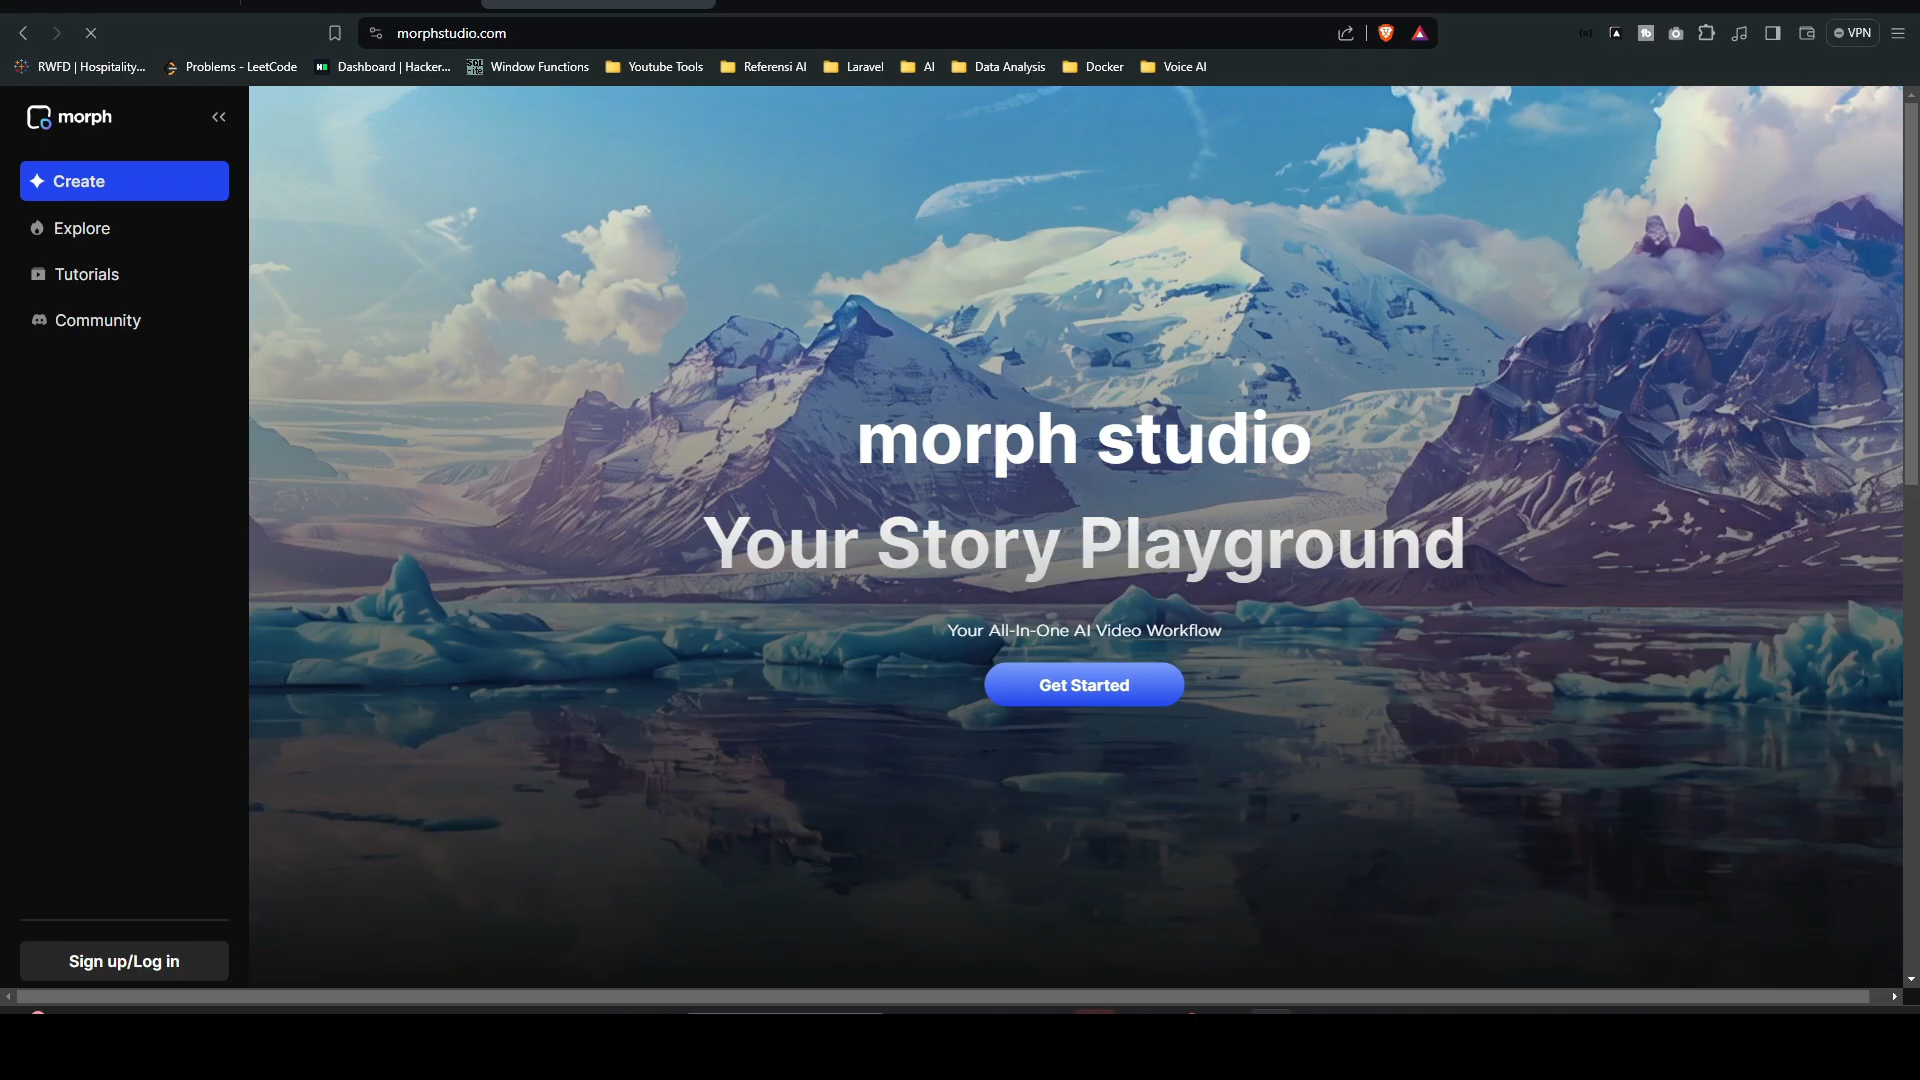 morphstudio.com
VPN
RWFD | Hospitality...
Problems - LeetCode
Dashboard | Hacker...
Window Functions
Youtube Tools
Referensi AI
Laravel
AI
Data Analysis
Docker
Voice AI
morph
Create
Explore
Tutorials
Community
morph studio
Your Story Playground
Your All-In-One AI Video Workflow
Get Started
Sign up/Log in